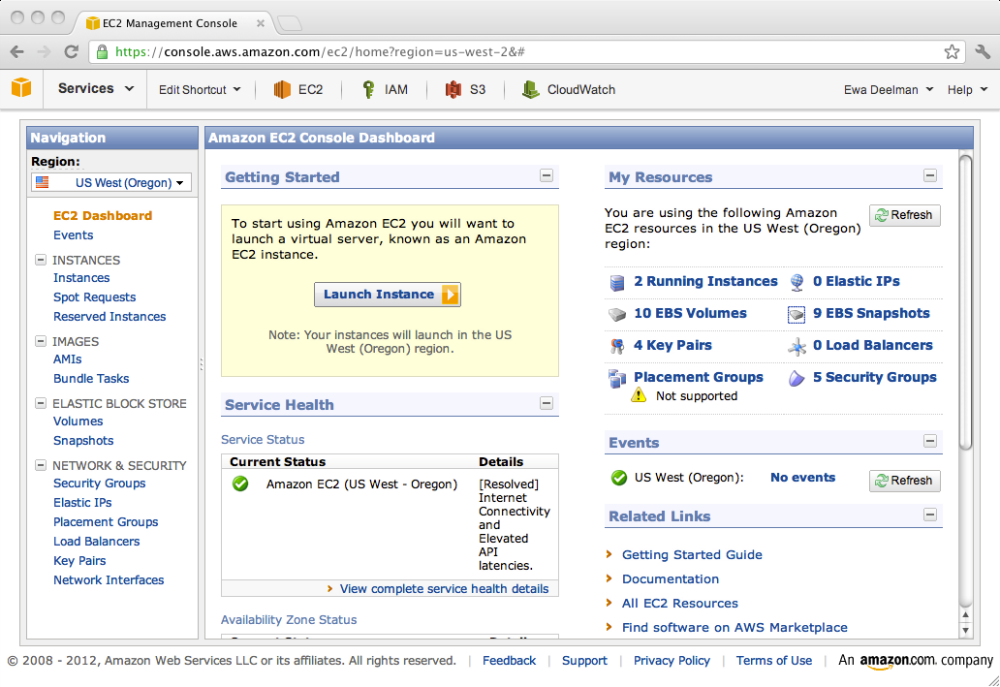 EC2 Management Console
https://console.aws.amazon.com/ec2/home?region=us-west-2&#
Services
Edit Shortcut
EC2
IAM
S3
CloudWatch
Ewa Deelman
Help
Navigation
Region:
US West (Oregon)
EC2 Dashboard
Events
INSTANCES
Instances
Spot Requests
Reserved Instances
IMAGES
AMIs
Bundle Tasks
ELASTIC BLOCK STORE
Volumes
Snapshots
NETWORK & SECURITY
Security Groups
Elastic IPs
Placement Groups
Load Balancers
Key Pairs
Network Interfaces
Amazon EC2 Console Dashboard
Getting Started
To start using Amazon EC2 you will want to
launch a virtual server, known as an Amazon
EC2 instance.
Launch Instance
Note: Your instances will launch in the US
West (Oregon) region.
Service Health
Service Status
Current Status
Details
Amazon EC2 (US West - Oregon)
[Resolved]
Internet
Connectivity
and
Elevated
API
latencies.
View complete service health details
Availability Zone Status
My Resources
You are using the following Amazon
EC2 resources in the US West (Oregon)
region:
Refresh
2 Running Instances
0 Elastic IPs
10 EBS Volumes
9 EBS Snapshots
4 Key Pairs
0 Load Balancers
Placement Groups
Not supported
5 Security Groups
Events
US West (Oregon):
No events
Refresh
Related Links
Getting Started Guide
Documentation
All EC2 Resources
Find software on AWS Marketplace
© 2008 - 2012, Amazon Web Services LLC or its affiliates. All rights reserved.
Feedback
Support
Privacy Policy
Terms of Use
An amazon.com. company